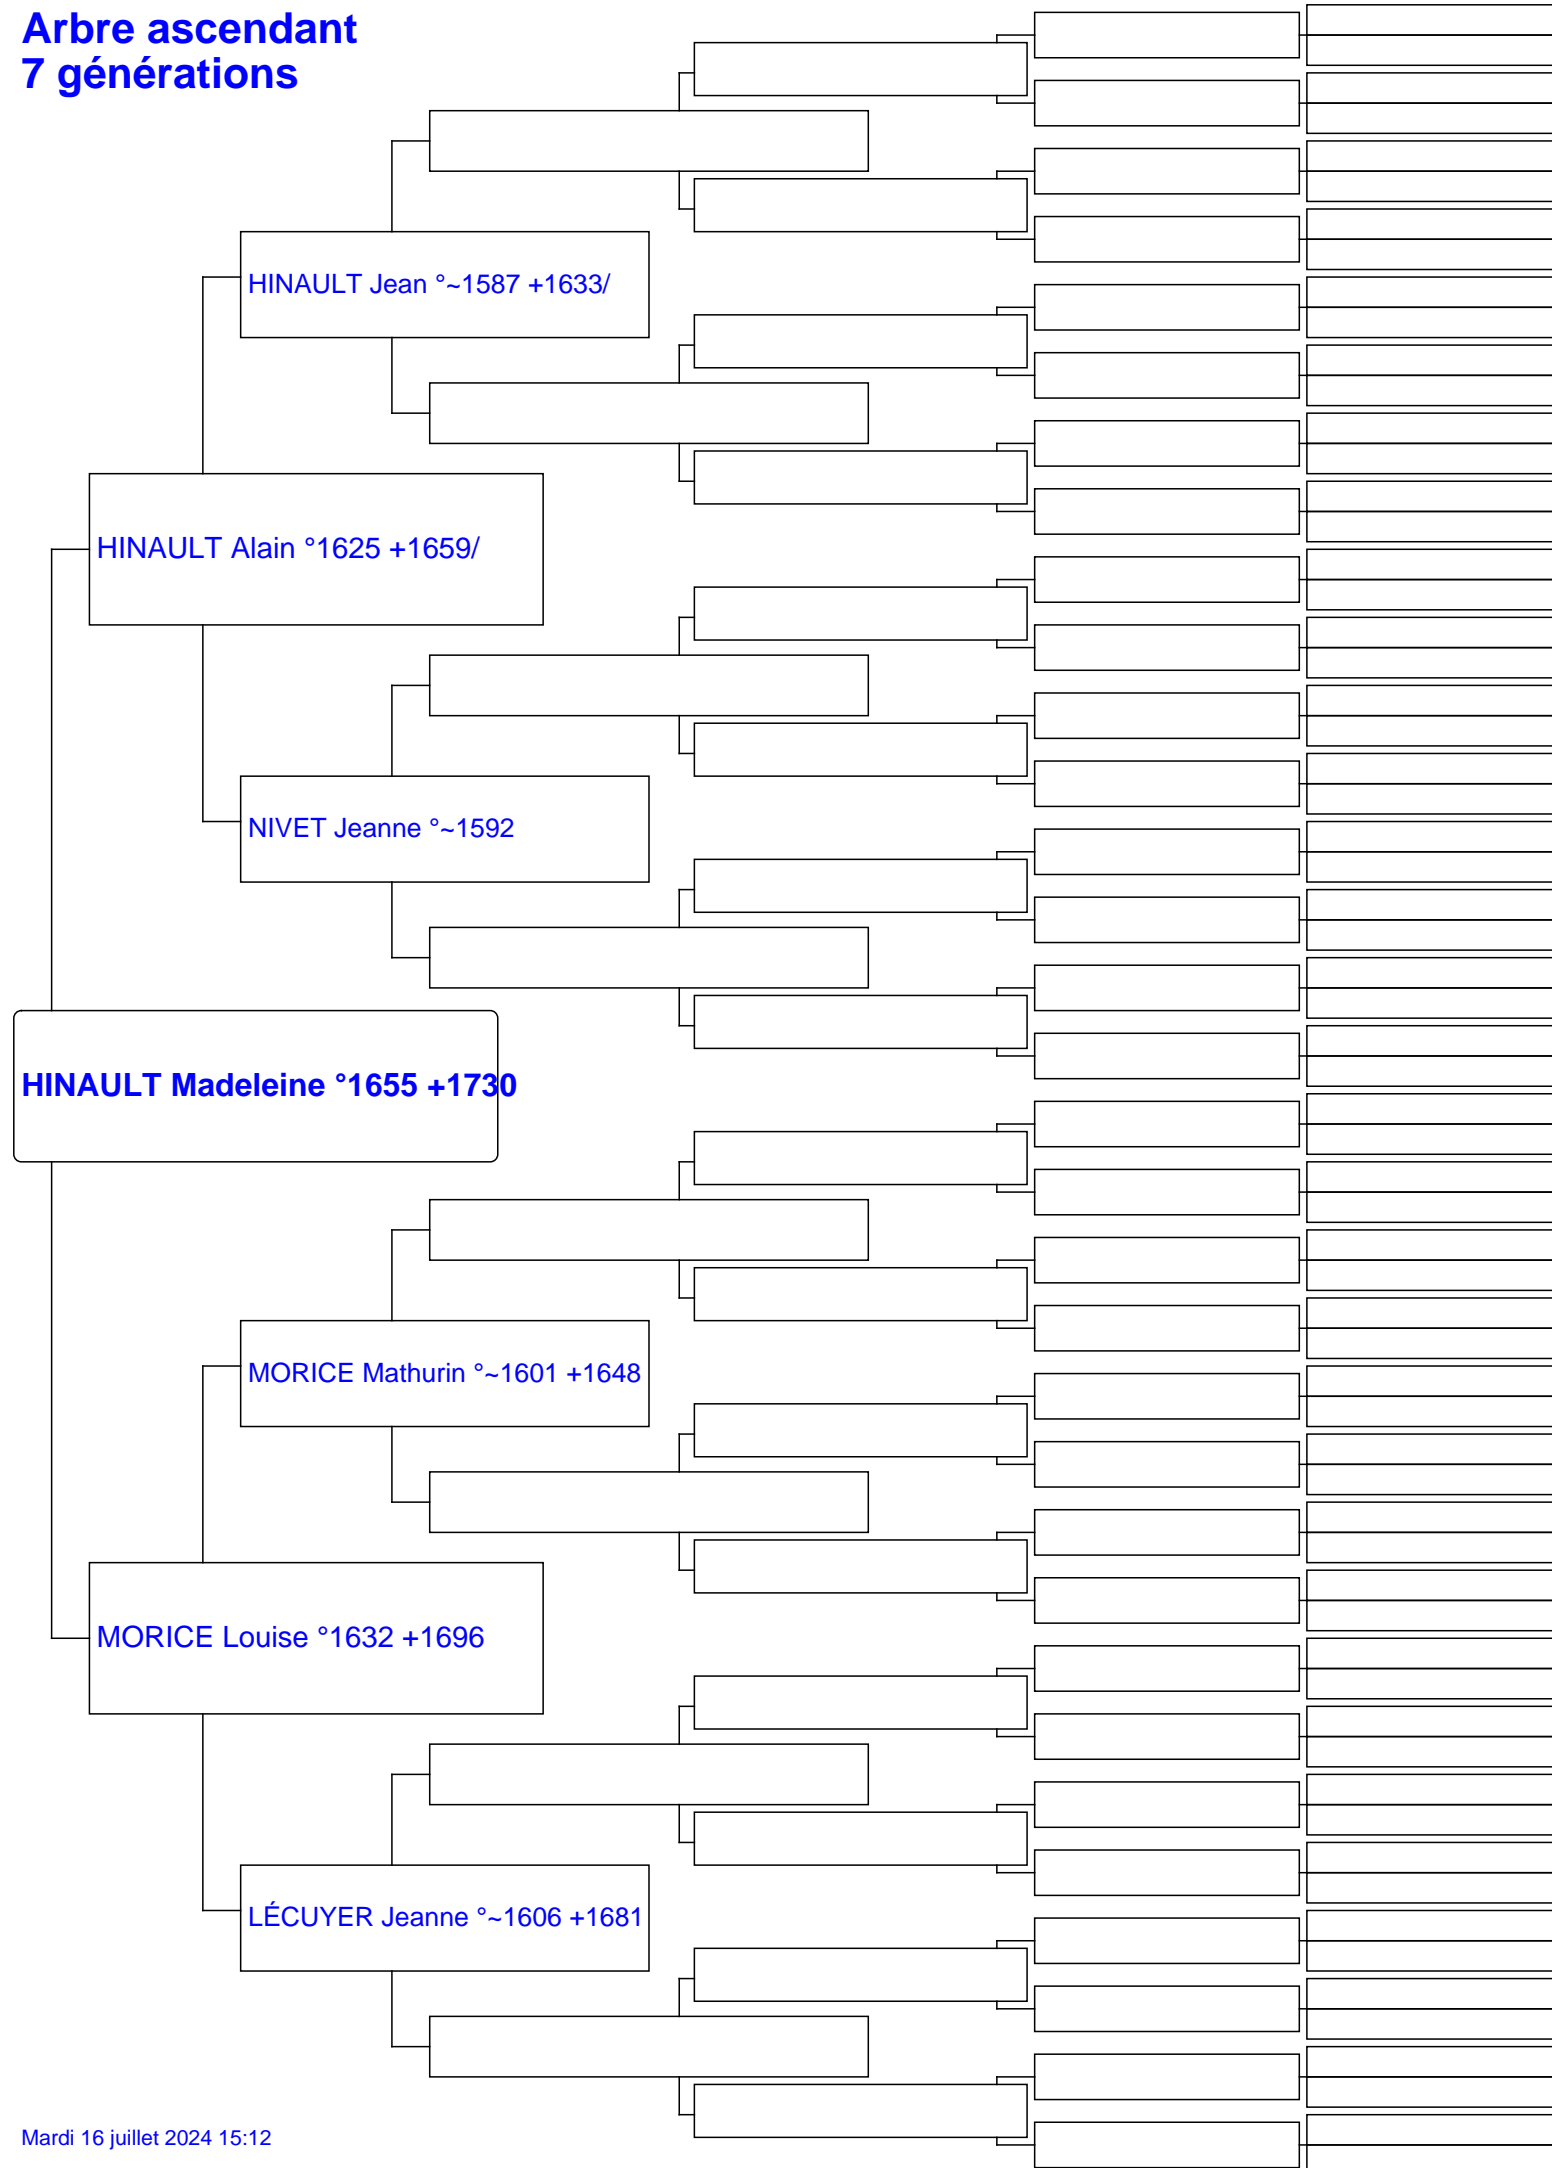 Arbre ascendant
7 générations
HINAULT Jean °~1587 +1633/
HINAULT Alain °1625 +1659/
NIVET Jeanne °~1592
HINAULT Madeleine °1655 +1730
MORICE Mathurin °~1601 +1648
MORICE Louise °1632 +1696
LÉCUYER Jeanne °~1606 +1681
Mardi 16 juillet 2024 15:12